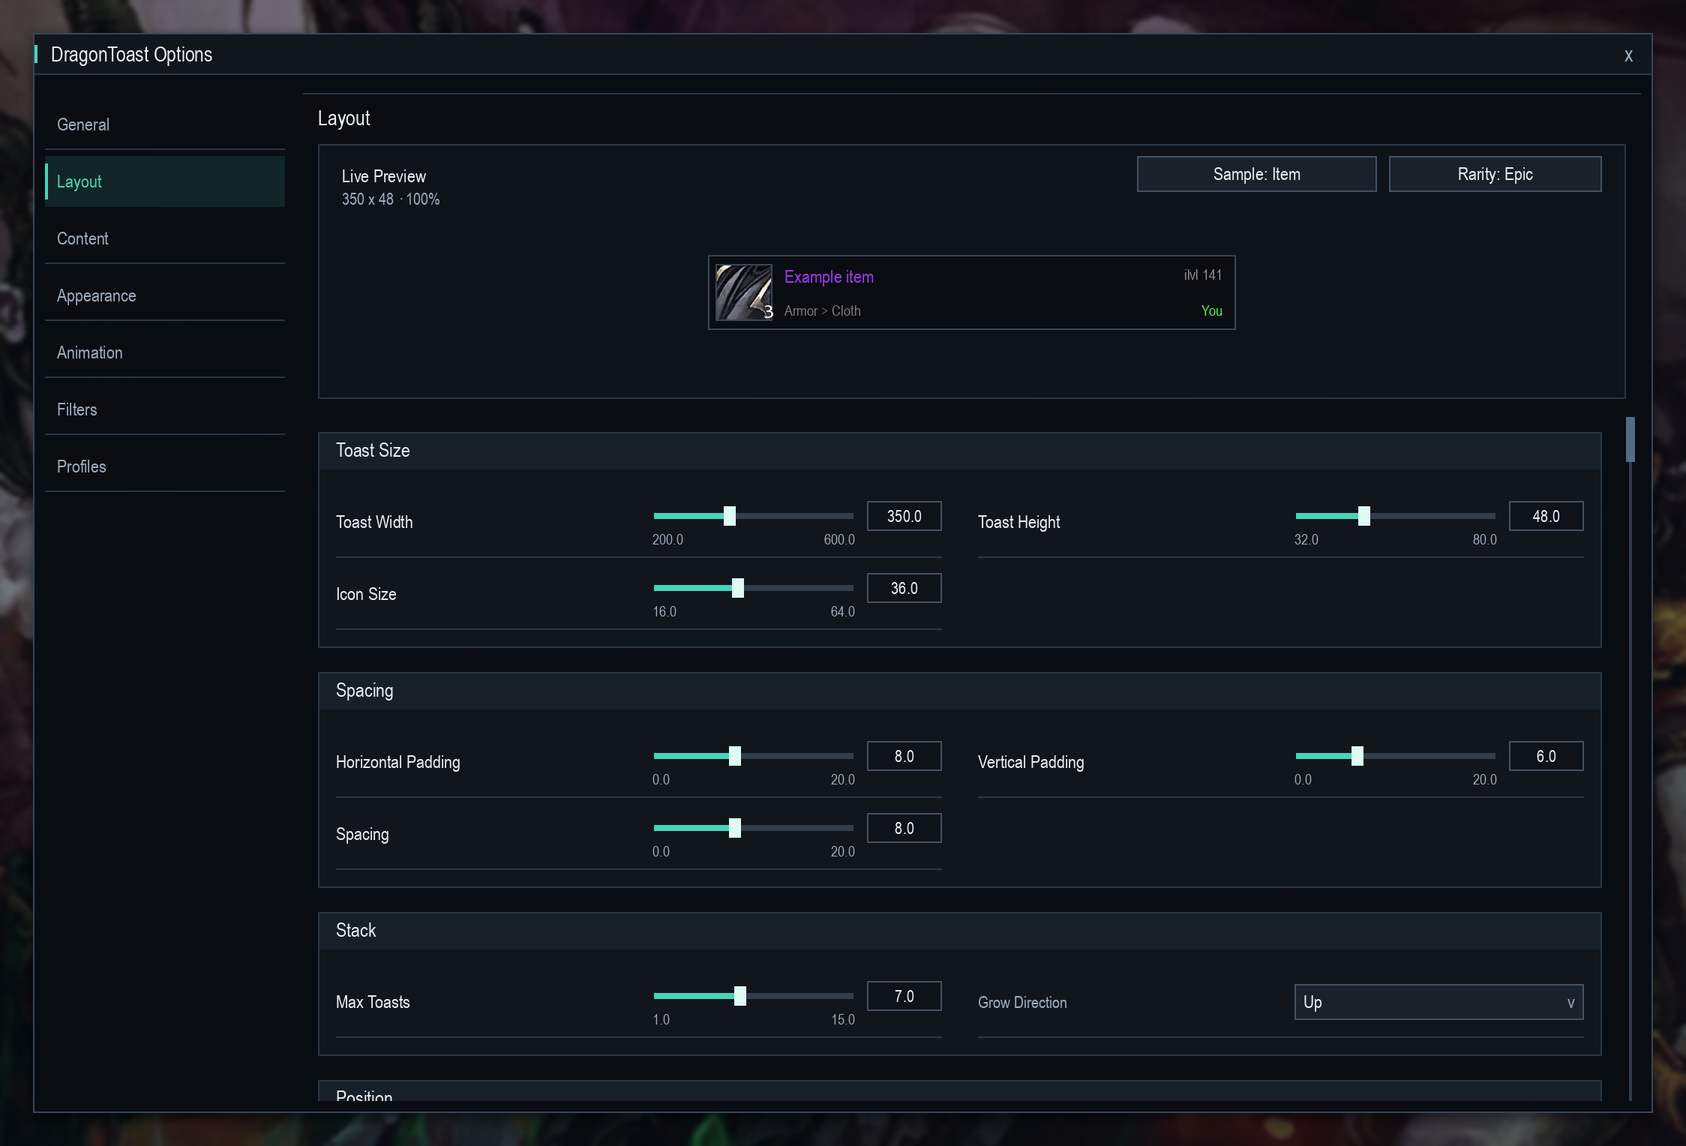 DragonToast Options
x
General
Layout
Content
Appearance
Animation
Filters
Profiles
Layout
Live Preview
350 x 48 · 100%
Sample: Item
Rarity: Epic
Example item
ilvl 141
3
Armor > Cloth
You
Toast Size
Toast Width
350.0
200.0
600.0
Toast Height
48.0
32.0
80.0
Icon Size
36.0
16.0
64.0
Spacing
Horizontal Padding
8.0
0.0
20.0
Vertical Padding
6.0
0.0
20.0
Spacing
8.0
0.0
20.0
Stack
Max Toasts
7.0
1.0
15.0
Grow Direction
Up
v
Position